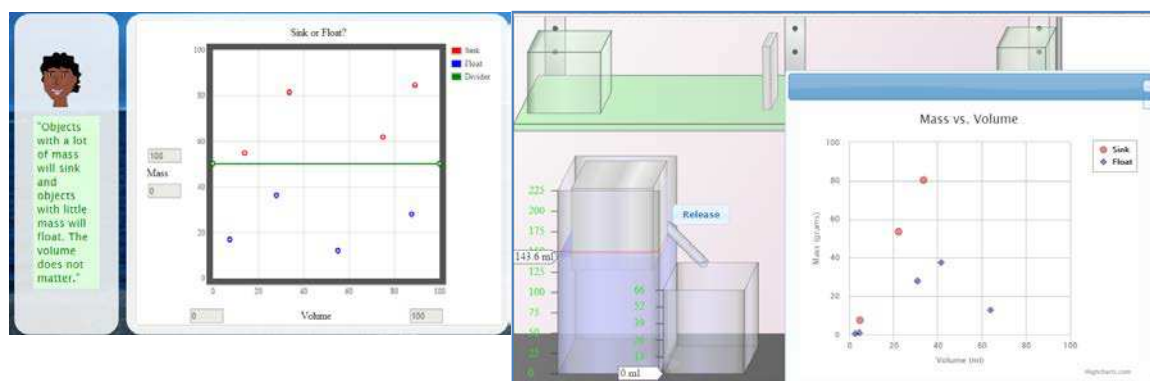 Sink or Float?
"Objects
with a lot
of mass
will sink
and
objects
with little
mass will
float. The
volume
does not
matter."
100
Mass
0
100
80
60
40
20
0
0
20
40
60
80
100
0
Volume
100
Sink
Float
Divider
225
200
175
143.6 ml
125
100
75
50
25
0
Release
66
52
39
26
13
0 ml
Mass vs. Volume
Sink
Float
Mass (grams)
100
80
60
40
20
0
0
20
40
60
80
100
Volume (ml)
Highcharts.com